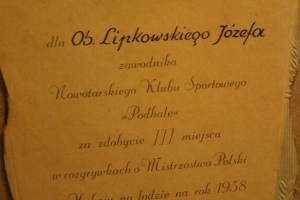 dla Ob. Lipkowskiego Józefa
zawodnika
Nowotarskiego Klubu Sportowego
»Podhale«
za zdobycie III miejsca
w rozgrywkach o Mistrzostwo Polski
Hokeju na lodzie na rok 1958